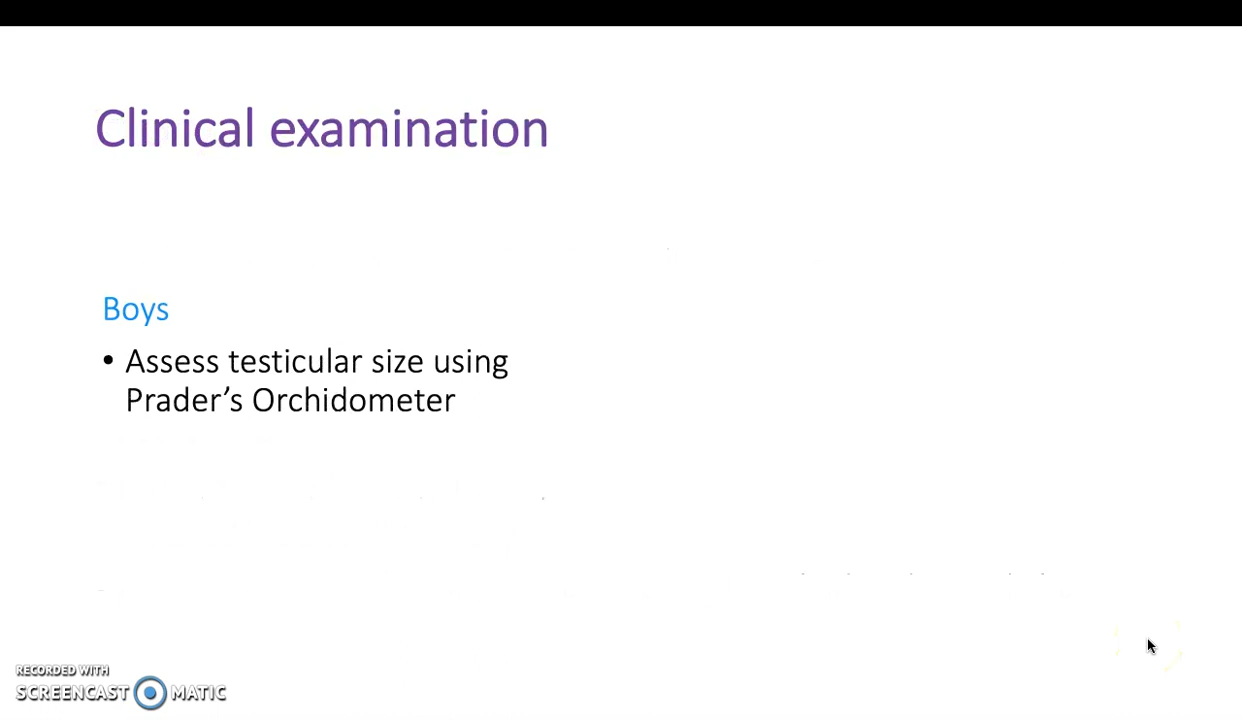 Clinical examination
Boys
• Assess testicular size using
Prader’s Orchidometer
RECORDED WITH
SCREENCAST MATIC